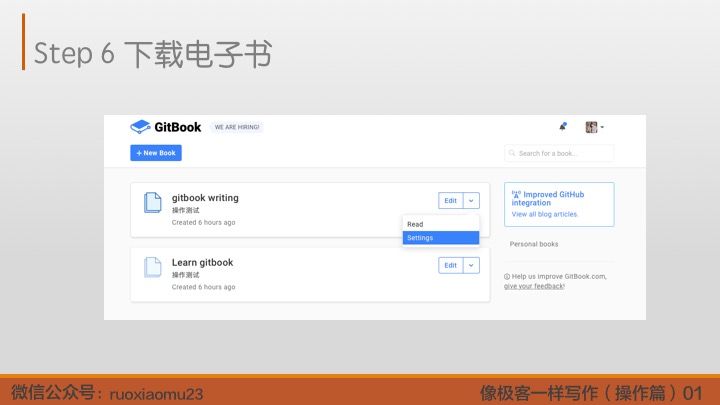 Step 6 下载电子书
GitBook WE ARE HIRING!
+ New Book
Search for a book...
gitbook writing
操作测试
Created 6 hours ago
Edit
Read
Settings
Learn gitbook
操作测试
Created 6 hours ago
Edit
Improved GitHub
integration
View all blog articles.
Personal books
Help us improve GitBook.com,
give your feedback!
微信公众号：ruoxiaomu23
像极客一样写作（操作篇）01